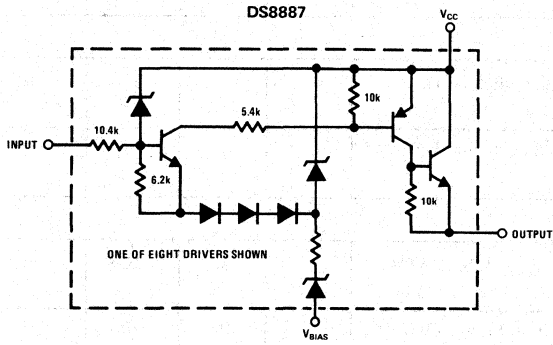 DS8887
VCC
10k
5.4k
10.4k
INPUT
6.2k
10k
OUTPUT
ONE OF EIGHT DRIVERS SHOWN
VBIAS